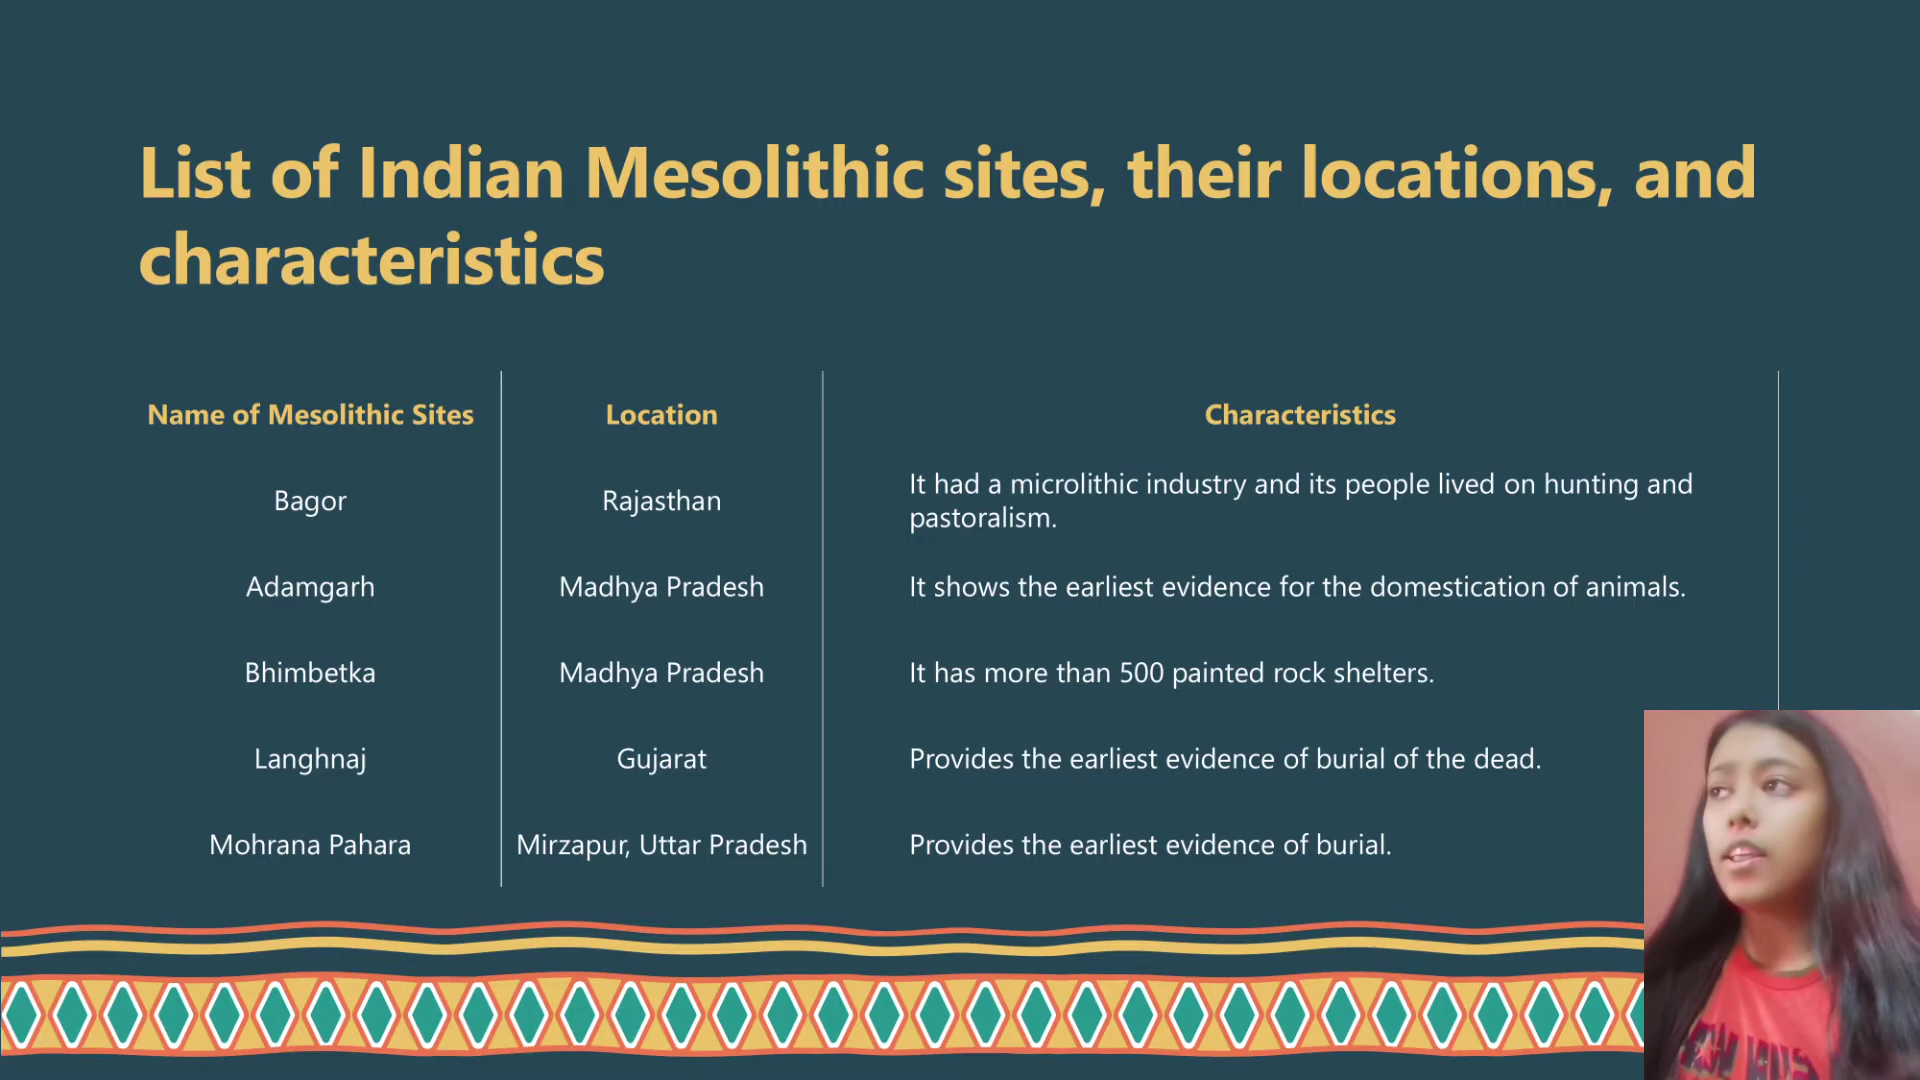 List of Indian Mesolithic sites, their locations, and
characteristics
Name of Mesolithic Sites Location Characteristics
Bagor Rajasthan It had a microlithic industry and its people lived on hunting and
pastoralism.
Adamgarh Madhya Pradesh It shows the earliest evidence for the domestication of animals.
Bhimbetka Madhya Pradesh It has more than 500 painted rock shelters.
Langhnaj Gujarat Provides the earliest evidence of burial of the dead.
Mohrana Pahara Mirzapur, Uttar Pradesh Provides the earliest evidence of burial.